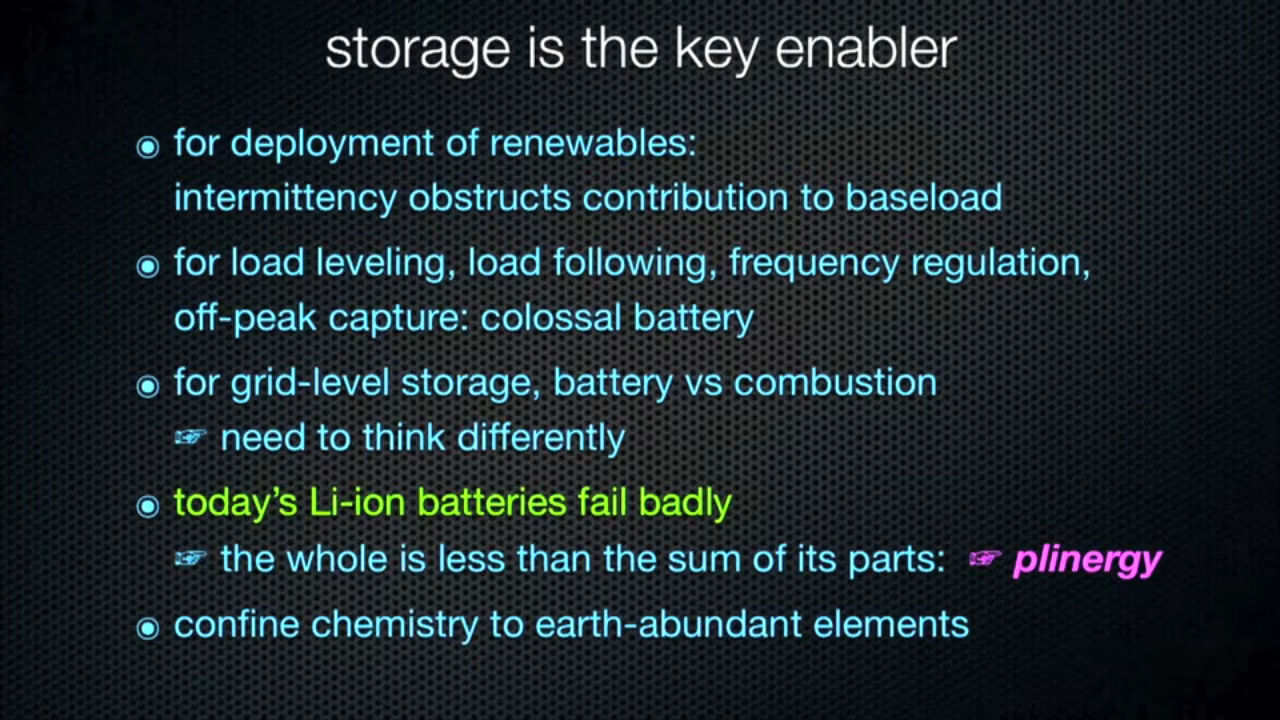 storage is the key enabler
◉ for deployment of renewables:
intermittency obstructs contribution to baseload
◉ for load leveling, load following, frequency regulation,
off-peak capture: colossal battery
◉ for grid-level storage, battery vs combustion
☞ need to think differently
◉ today’s Li-ion batteries fail badly
☞ the whole is less than the sum of its parts: ☞ plinergy
◉ confine chemistry to earth-abundant elements